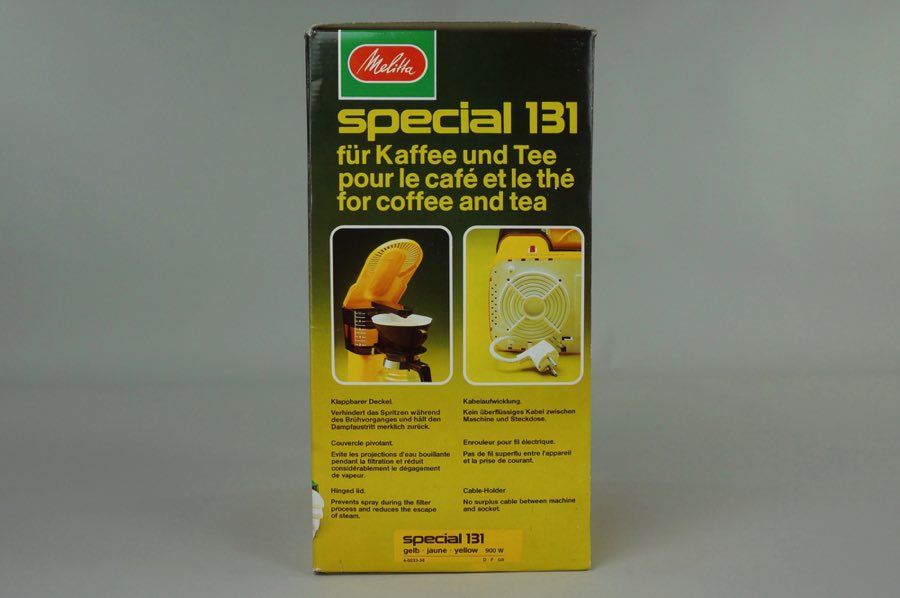 Melitta
special 131
für Kaffee und Tee
pour le café et le thé
for coffee and tea
Klappbarer Deckel.
Verhindert das Spritzen während
des Brühvorganges und hält den
Dampfaustritt merklich zurück.
Couvercle pivotant.
Evite les projections d'eau bouillante
pendant la filtration et réduit
considérablement le dégagement
de vapeur.
Hinged lid.
Prevents spray during the filter
process and reduces the escape
of steam.
Kabelaufwicklung.
Kein überflüssiges Kabel zwischen
Maschine und Steckdose.
Enrouleur pour fil électrique.
Pas de fil superflu entre l'appareil
et la prise de courant.
Cable-Holder
No surplus cable between machine
and socket.
special 131
gelb · jaune · yellow 900 W
D · F · GB